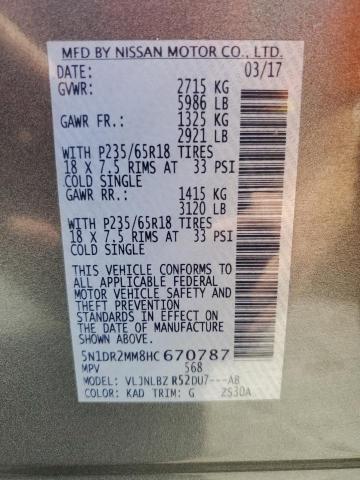 MFD BY NISSAN MOTOR CO., LTD.
DATE: 03/17
GVWR: 2715 KG
5986 LB
GAWR FR.: 1325 KG
2921 LB
WITH P235/65R18 TIRES
18 X 7.5 RIMS AT 33 PSI
COLD SINGLE
GAWR RR.: 1415 KG
3120 LB
WITH P235/65R18 TIRES
18 X 7.5 RIMS AT 33 PSI
COLD SINGLE
THIS VEHICLE CONFORMS TO
ALL APPLICABLE FEDERAL
MOTOR VEHICLE SAFETY AND
THEFT PREVENTION
STANDARDS IN EFFECT ON
THE DATE OF MANUFACTURE
SHOWN ABOVE.
5N1DR2MM8HC670787
MPV 568
MODEL: VLJNLBZ R52DU7---AB
COLOR: KAD TRIM: G 2S30A